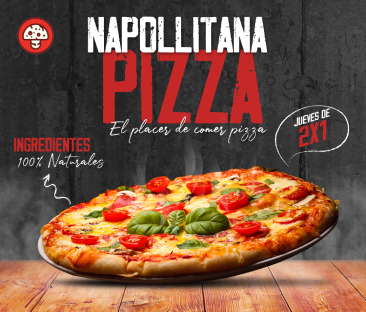 NAPOLLITANA
PIZZA
El placer de comer pizza
JUEVES DE
2X1
INGREDIENTES
100% Naturales